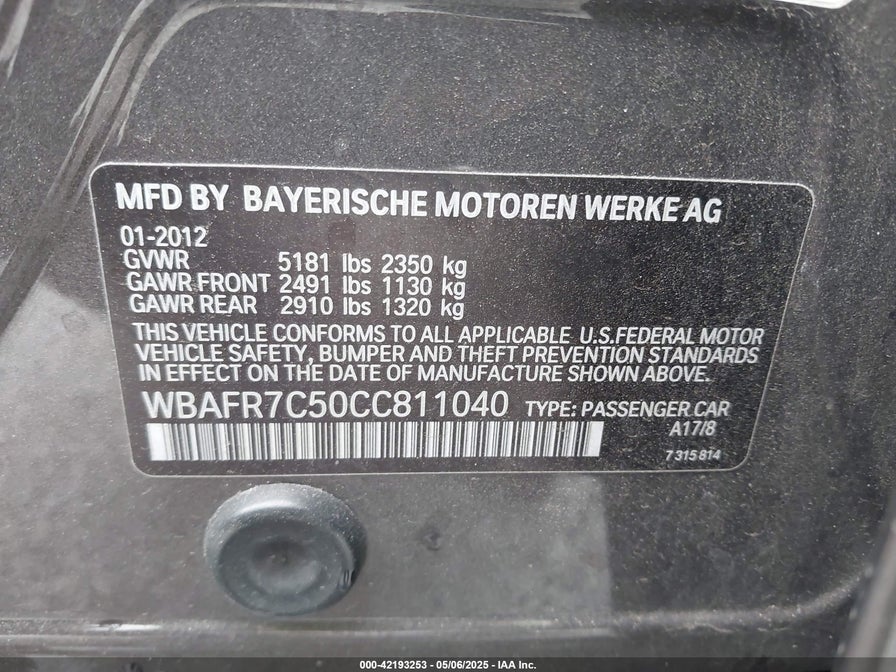 MFD BY BAYERISCHE MOTOREN WERKE AG
01-2012
GVWR 5181 lbs 2350 kg
GAWR FRONT 2491 lbs 1130 kg
GAWR REAR 2910 lbs 1320 kg
THIS VEHICLE CONFORMS TO ALL APPLICABLE U.S.FEDERAL MOTOR
VEHICLE SAFETY, BUMPER AND THEFT PREVENTION STANDARDS
IN EFFECT ON THE DATE OF MANUFACTURE SHOWN ABOVE.
WBAFR7C50CC811040 TYPE: PASSENGER CAR
A17/8
7 315 814
000-42193253 - 05/06/2025 - IAA Inc.